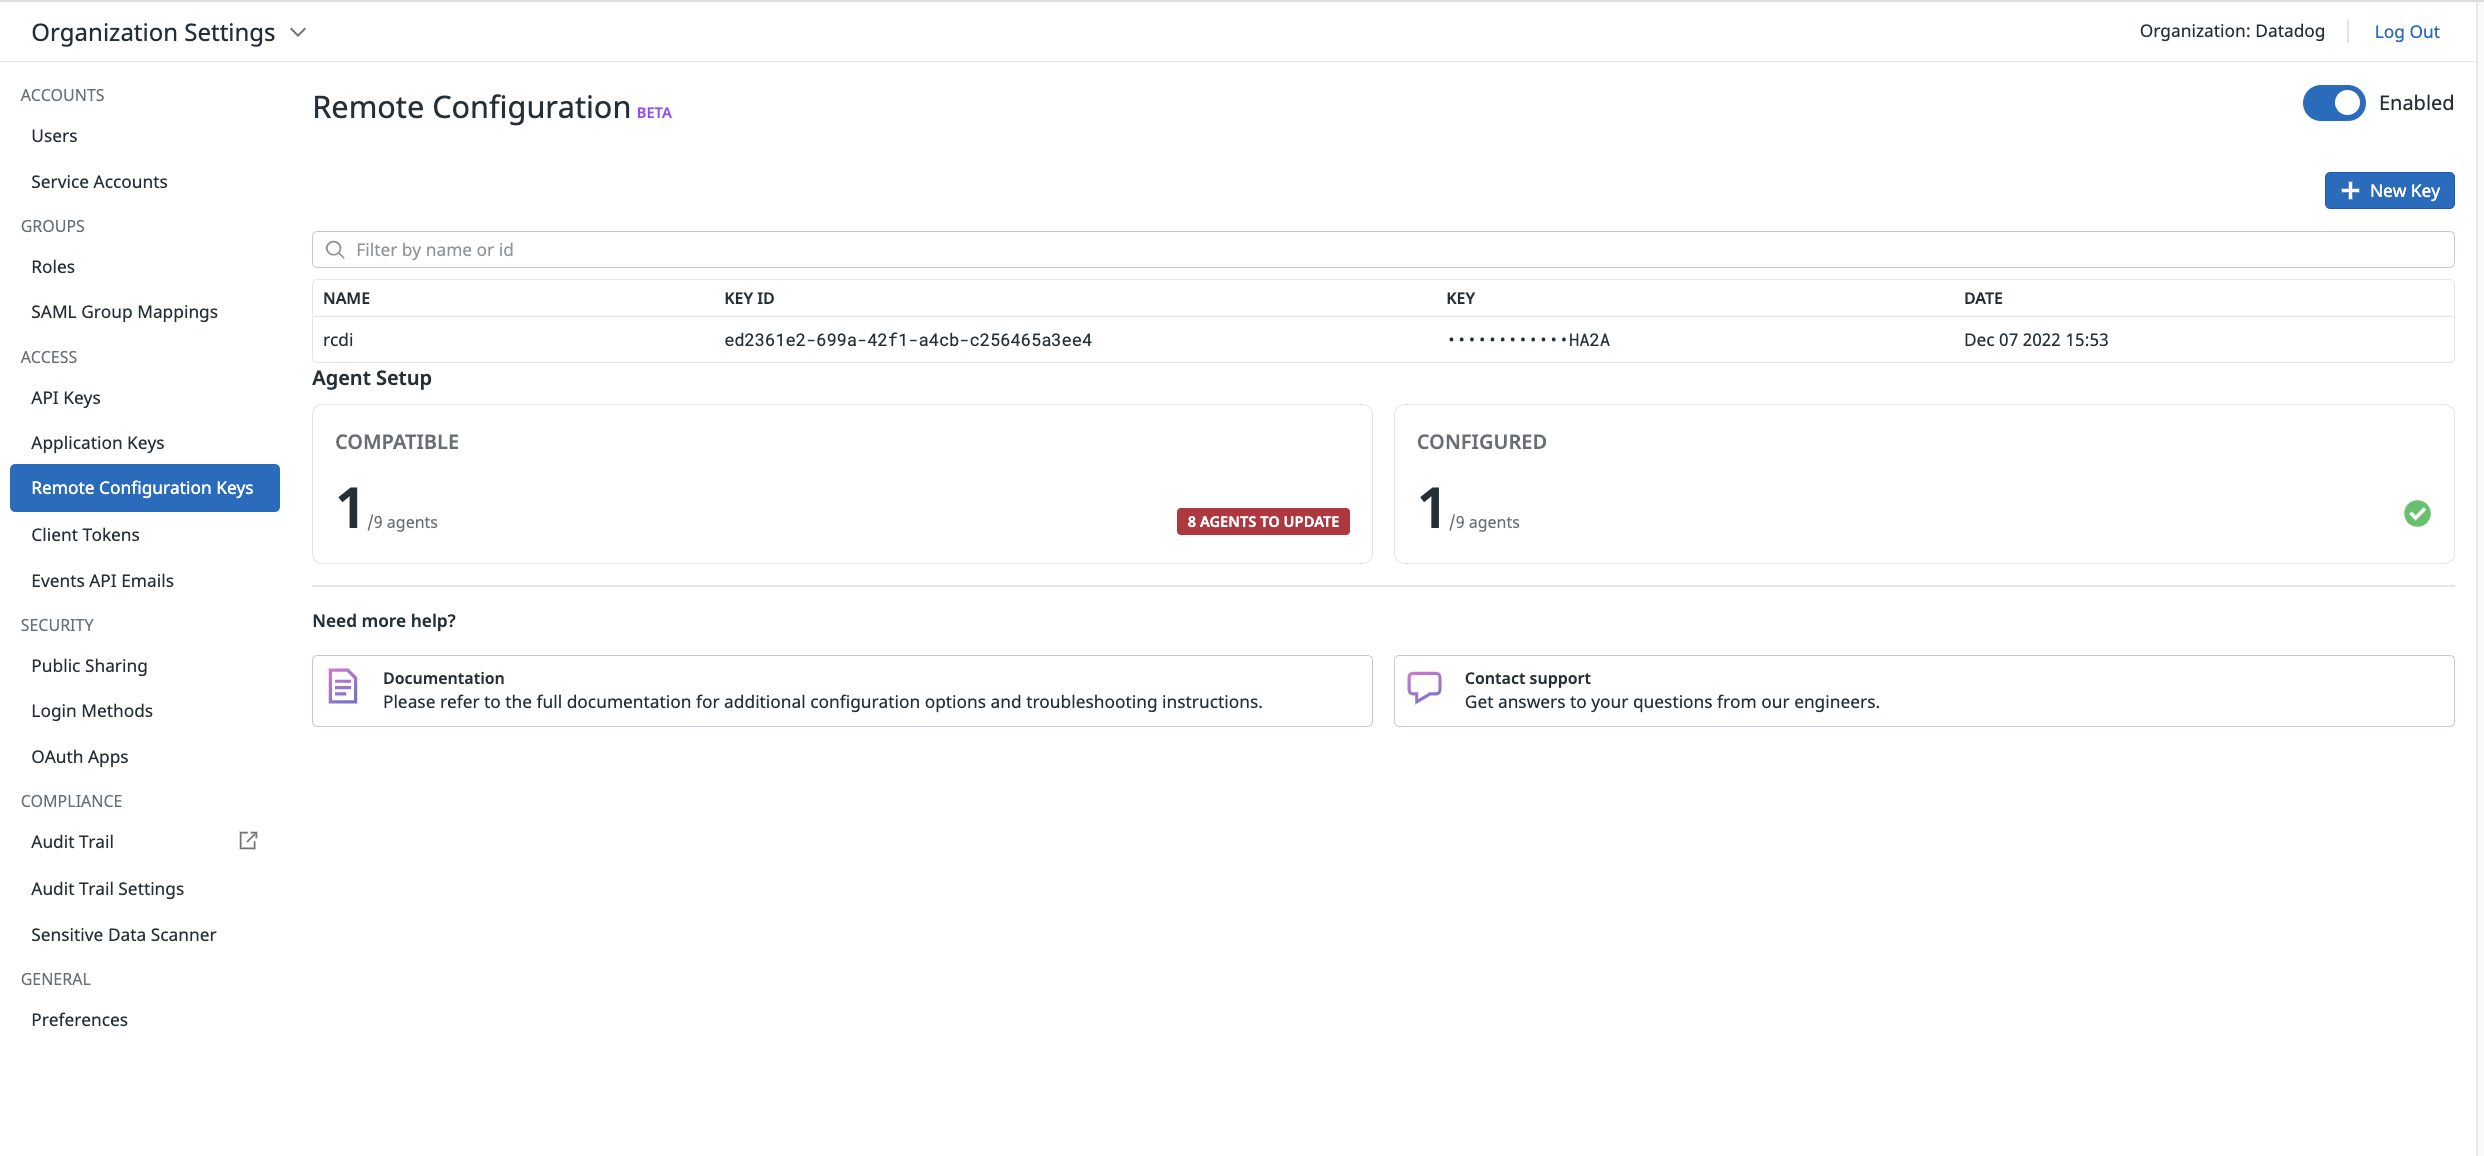 Organization Settings
Organization: Datadog
Log Out
ACCOUNTS
Users
Service Accounts
GROUPS
Roles
SAML Group Mappings
ACCESS
API Keys
Application Keys
Remote Configuration Keys
Client Tokens
Events API Emails
SECURITY
Public Sharing
Login Methods
OAuth Apps
COMPLIANCE
Audit Trail
Audit Trail Settings
Sensitive Data Scanner
GENERAL
Preferences
Remote Configuration BETA
Enabled
New Key
Filter by name or id
NAME KEY ID KEY DATE
rcdi ed2361e2-699a-42f1-a4cb-c256465a3ee4 ············HA2A Dec 07 2022 15:53
Agent Setup
COMPATIBLE
1 /9 agents
8 AGENTS TO UPDATE
CONFIGURED
1 /9 agents
Need more help?
Documentation
Please refer to the full documentation for additional configuration options and troubleshooting instructions.
Contact support
Get answers to your questions from our engineers.